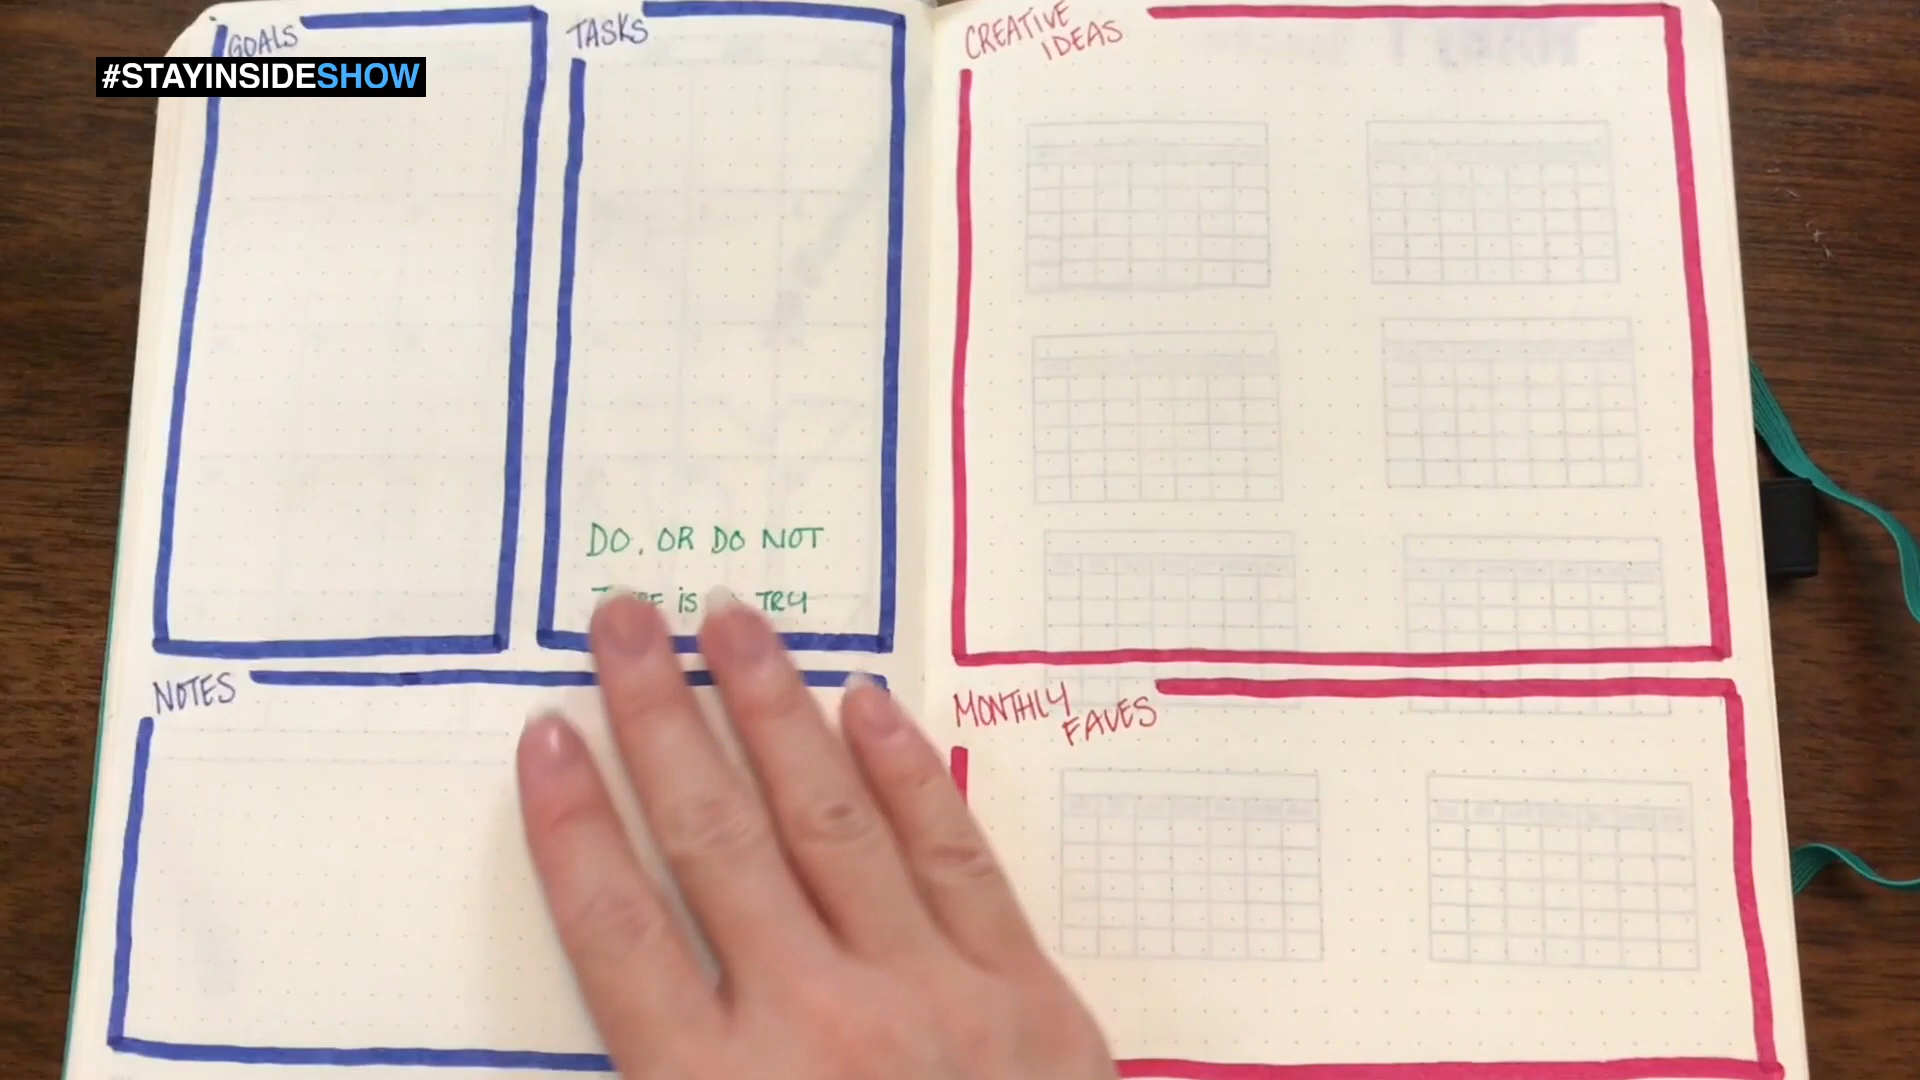 #STAYINSIDESHOW
GOALS
TASKS
DO, OR DO NOT
IS TRY
NOTES
CREATIVE
IDEAS
MONTHLY
FAVES